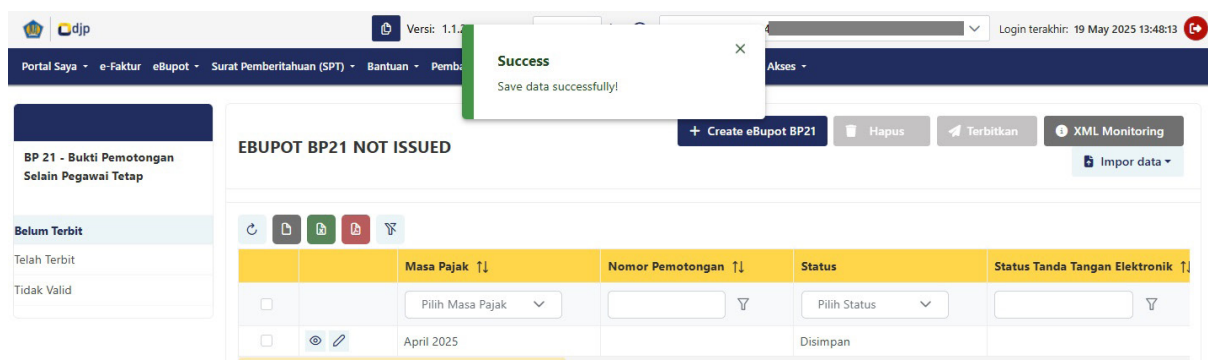 djp
Versi: 1.1.2
Login terakhir: 19 May 2025 13:48:13
Success
Save data successfully!
Portal Saya e-Faktur eBupot Surat Pemberitahuan (SPT) Bantuan Akses
+ Create eBupot BP21 Hapus Terbitkan XML Monitoring
EBUPOT BP21 NOT ISSUED
Impor data
BP 21 - Bukti Pemotongan
Selain Pegawai Tetap
Belum Terbit
Telah Terbit
Tidak Valid
Masa Pajak Nomor Pemotongan Status Status Tanda Tangan Elektronik
Pilih Masa Pajak Pilih Status
April 2025 Disimpan